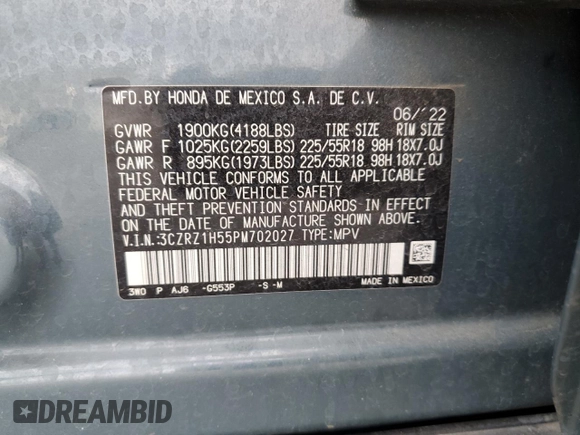 MFD.BY HONDA DE MEXICO S.A. DE C.V.
06/'22
GVWR 1900KG(4188LBS) TIRE SIZE RIM SIZE
GAWR F 1025KG(2259LBS) 225/55R18 98H 18X7.0J
GAWR R 895KG(1973LBS) 225/55R18 98H 18X7.0J
THIS VEHICLE CONFORMS TO ALL APPLICABLE
FEDERAL MOTOR VEHICLE SAFETY
AND THEFT PREVENTION STANDARDS IN EFFECT
ON THE DATE OF MANUFACTURE SHOWN ABOVE.
V.I.N.:3CZRZ1H55PM702027 TYPE:MPV
3W0 P AJ6 -G553P -S -M
MADE IN MEXICO
DREAMBID